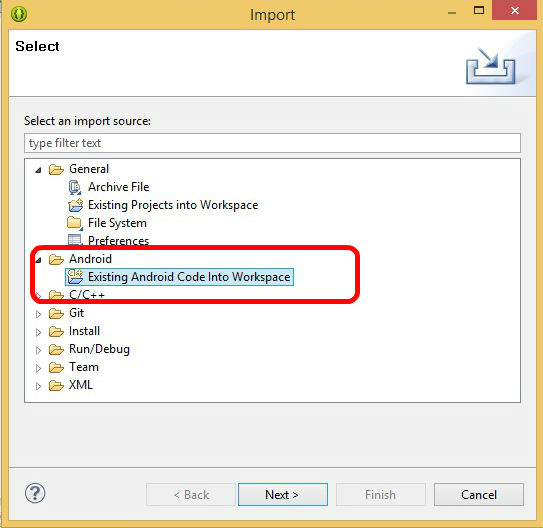 Import
Select
Select an import source:
type filter text
General
Archive File
Existing Projects into Workspace
File System
Preferences
Android
Existing Android Code Into Workspace
C/C++
Git
Install
Run/Debug
Team
XML
? < Back Next > Finish Cancel